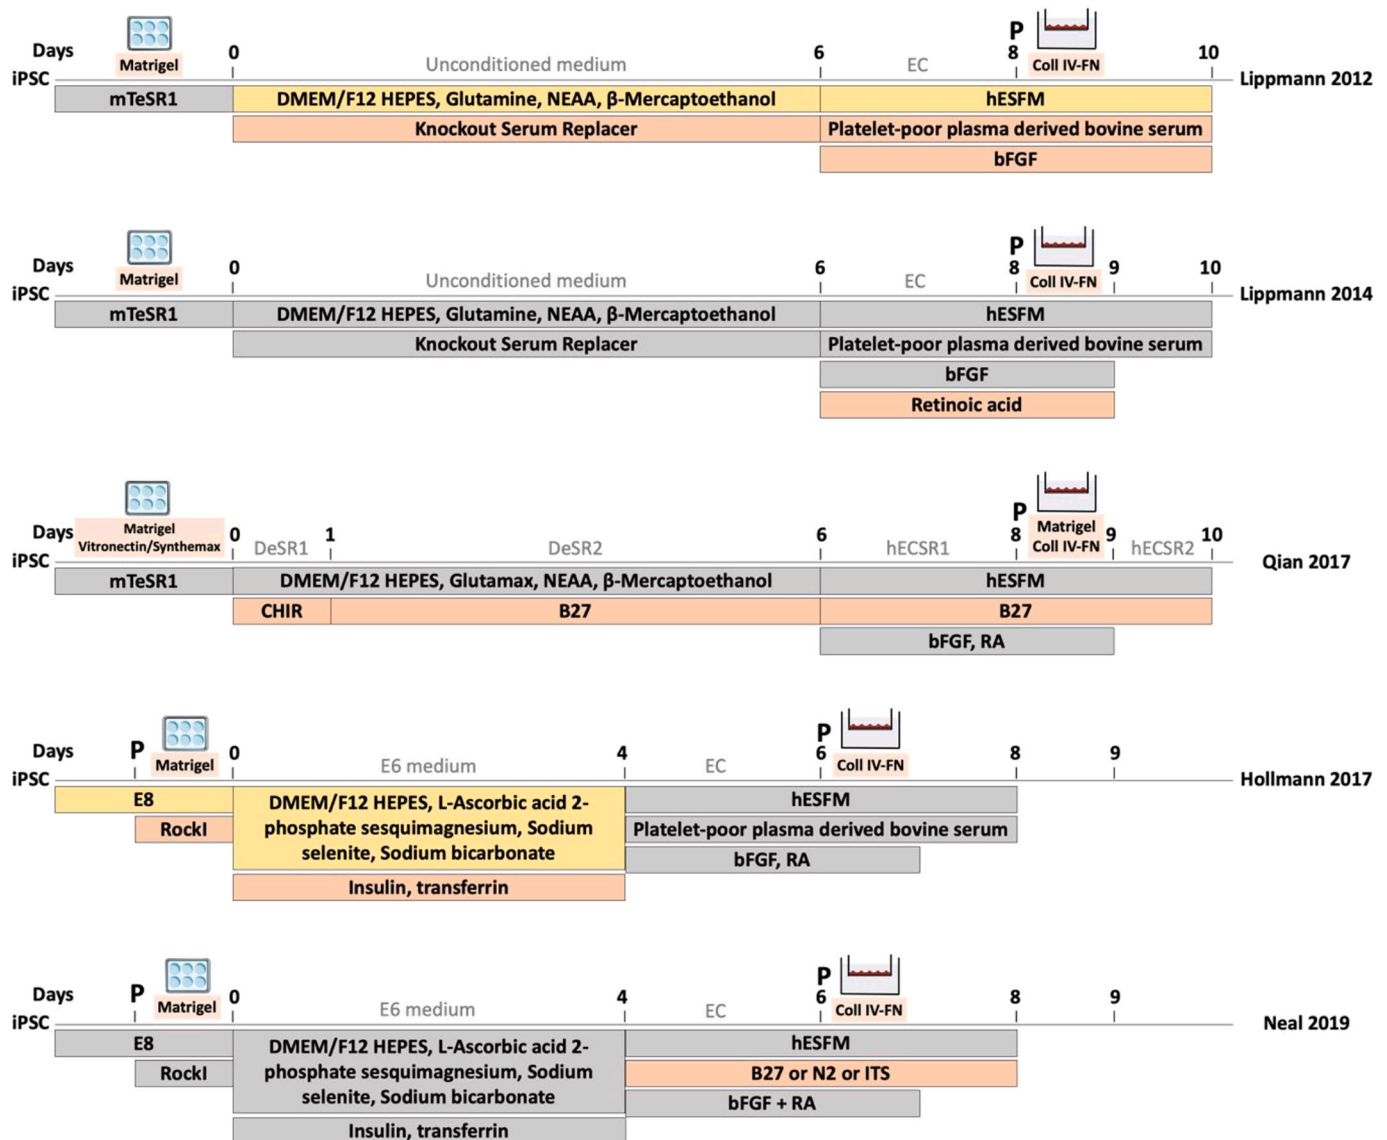 P
Days
Matrigel
0
6
8
Coll IV-FN
10
iPSC
Unconditioned medium
EC
Lippmann 2012
mTeSR1
DMEM/F12 HEPES, Glutamine, NEAA, β-Mercaptoethanol
hESFM
Knockout Serum Replacer
Platelet-poor plasma derived bovine serum
bFGF
P
Days
Matrigel
0
6
8
Coll IV-FN
9
10
iPSC
Unconditioned medium
EC
Lippmann 2014
mTeSR1
DMEM/F12 HEPES, Glutamine, NEAA, β-Mercaptoethanol
hESFM
Knockout Serum Replacer
Platelet-poor plasma derived bovine serum
bFGF
Retinoic acid
P
Days
Matrigel
Vitronectin/Synthemax
0
1
6
8
Matrigel
Coll IV-FN
9
10
iPSC
DeSR1
DeSR2
hECSR1
hECSR2
Qian 2017
mTeSR1
DMEM/F12 HEPES, Glutamax, NEAA, β-Mercaptoethanol
hESFM
CHIR
B27
B27
bFGF, RA
Days
P
Matrigel
0
4
P
6
Coll IV-FN
8
9
iPSC
E6 medium
EC
Hollmann 2017
E8
DMEM/F12 HEPES, L-Ascorbic acid 2-
phosphate sesquimagnesium, Sodium
selenite, Sodium bicarbonate
hESFM
RockI
Platelet-poor plasma derived bovine serum
bFGF, RA
Insulin, transferrin
Days
P
Matrigel
0
4
P
6
Coll IV-FN
8
9
iPSC
E6 medium
EC
Neal 2019
E8
DMEM/F12 HEPES, L-Ascorbic acid 2-
phosphate sesquimagnesium, Sodium
selenite, Sodium bicarbonate
hESFM
RockI
B27 or N2 or ITS
bFGF + RA
Insulin, transferrin